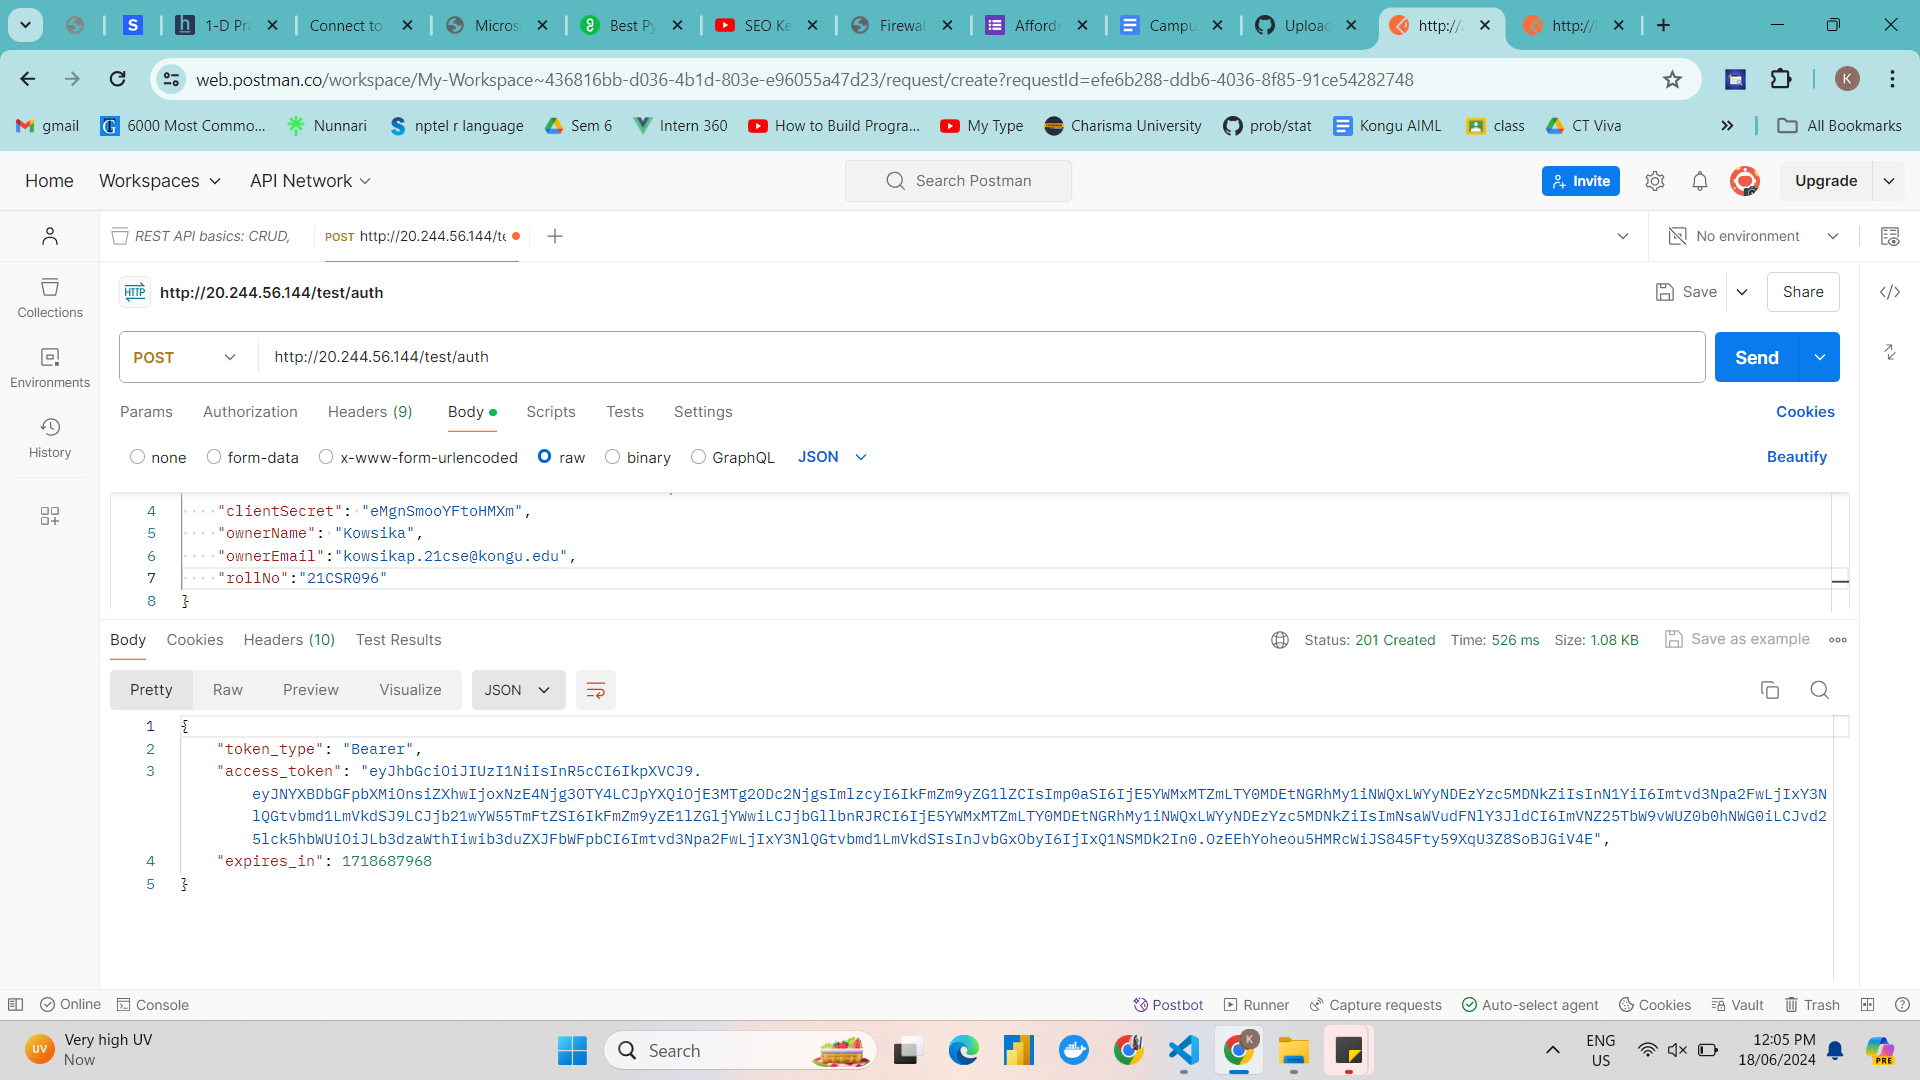 1-D Pra
Connect to
Micros
Best Py
SEO Ke
Firewal
Affordr
Campu
Upload
http://2
http://l
web.postman.co/workspace/My-Workspace~436816bb-d036-4b1d-803e-e96055a47d23/request/create?requestId=efe6b288-ddb6-4036-8f85-91ce54282748
K
gmail
6000 Most Commo...
Nunnari
nptel r language
Sem 6
Intern 360
How to Build Progra...
My Type
Charisma University
prob/stat
Kongu AIML
class
CT Viva
All Bookmarks
Home
Workspaces
API Network
Search Postman
Invite
Upgrade
REST API basics: CRUD,
POST http://20.244.56.144/te
No environment
HTTP http://20.244.56.144/test/auth
Save
Share
Collections
Environments
History
POST
http://20.244.56.144/test/auth
Send
Params
Authorization
Headers (9)
Body
Scripts
Tests
Settings
Cookies
none
form-data
x-www-form-urlencoded
raw
binary
GraphQL
JSON
Beautify
4 "clientSecret": "eMgnSmooYFtoHMXm",
5 "ownerName": "Kowsika",
6 "ownerEmail":"kowsikap.21cse@kongu.edu",
7 "rollNo":"21CSR096"
8 }
Body
Cookies
Headers (10)
Test Results
Status: 201 Created
Time: 526 ms
Size: 1.08 KB
Save as example
Pretty
Raw
Preview
Visualize
JSON
1 {
2 "token_type": "Bearer",
3 "access_token": "eyJhbGciOiJIUzI1NiIsInR5cCI6IkpXVCJ9.
eyJNYXBDbGFpbXMiOnsiZXhwIjoxNzE4Njg3OTY4LCJpYXQiOjE3MTg2ODc2NjgsImlzcyI6IkFmZm9yZG1lZCIsImp0aSI6IjE5YWMxMTZmLTY0MDEtNGRhMy1iNWQxLWYyNDEzYzc5MDNkZiIsInN1YiI6Imtvd3Npa2FwLjIxY3N
lQGtvbmd1LmVkdSJ9LCJjb21wYW55TmFtZSI6IkFmZm9yZE1lZGljYWwiLCJjbGllbnRJRCI6IjE5YWMxMTZmLTY0MDEtNGRhMy1iNWQxLWYyNDEzYzc5MDNkZiIsImNsaWVudFNlY3JldCI6ImVNZ25TbW9vWUZ0b0hNWG0iLCJvd2
5lck5hbWUiOiJLb3dzaWthIiwib3duZXJFbWFpbCI6Imtvd3Npa2FwLjIxY3NlQGtvbmd1LmVkdSIsInJvbGxObyI6IjIxQ1NSMDk2In0.OzEEhYoheou5HMRcWiJS845Fty59XqU3Z8SoBJGiV4E",
4 "expires_in": 1718687968
5 }
Online
Console
Postbot
Runner
Capture requests
Auto-select agent
Cookies
Vault
Trash
UV
Very high UV
Now
Search
K
ENG
US
12:05 PM
18/06/2024
PRE